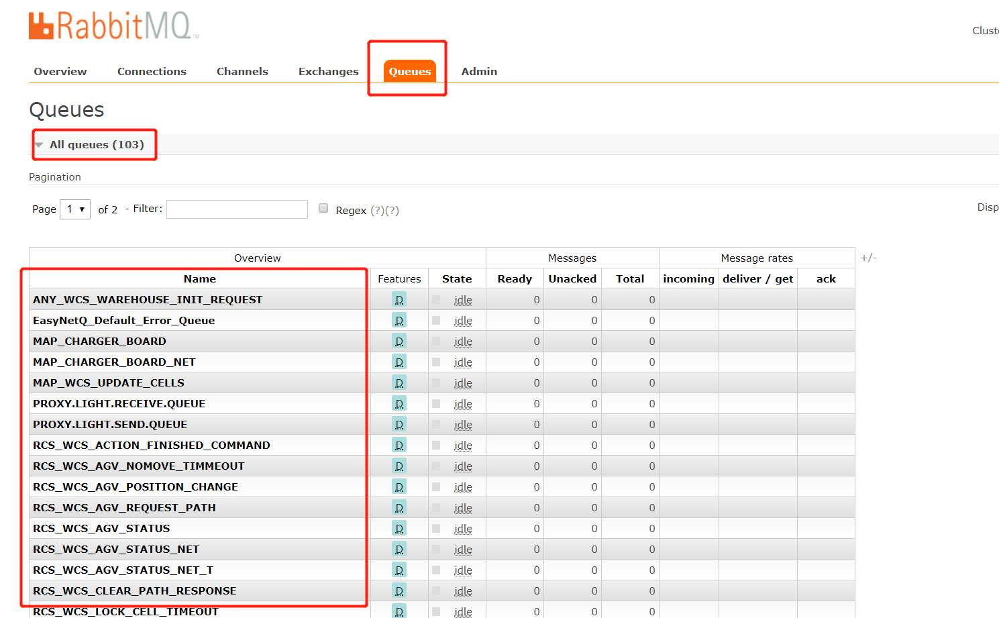 RabbitMQ™
Cluste
Overview Connections Channels Exchanges Queues Admin
Queues
All queues (103)
Pagination
Page 1 of 2 - Filter: Regex (?)(?)
Disp
Overview Messages Message rates +/-
Name Features State Ready Unacked Total incoming deliver / get ack
ANY_WCS_WAREHOUSE_INIT_REQUEST D idle 0 0 0
EasyNetQ_Default_Error_Queue D idle 0 0 0
MAP_CHARGER_BOARD D idle 0 0 0
MAP_CHARGER_BOARD_NET D idle 0 0 0
MAP_WCS_UPDATE_CELLS D idle 0 0 0
PROXY.LIGHT.RECEIVE.QUEUE D idle 0 0 0
PROXY.LIGHT.SEND.QUEUE D idle 0 0 0
RCS_WCS_ACTION_FINISHED_COMMAND D idle 0 0 0
RCS_WCS_AGV_NOMOVE_TIMMEOUT D idle 0 0 0
RCS_WCS_AGV_POSITION_CHANGE D idle 0 0 0
RCS_WCS_AGV_REQUEST_PATH D idle 0 0 0
RCS_WCS_AGV_STATUS D idle 0 0 0
RCS_WCS_AGV_STATUS_NET D idle 0 0 0
RCS_WCS_AGV_STATUS_NET_T D idle 0 0 0
RCS_WCS_CLEAR_PATH_RESPONSE D idle 0 0 0
RCS_WCS_LOCK_CELL_TIMEOUT D idle 0 0 0